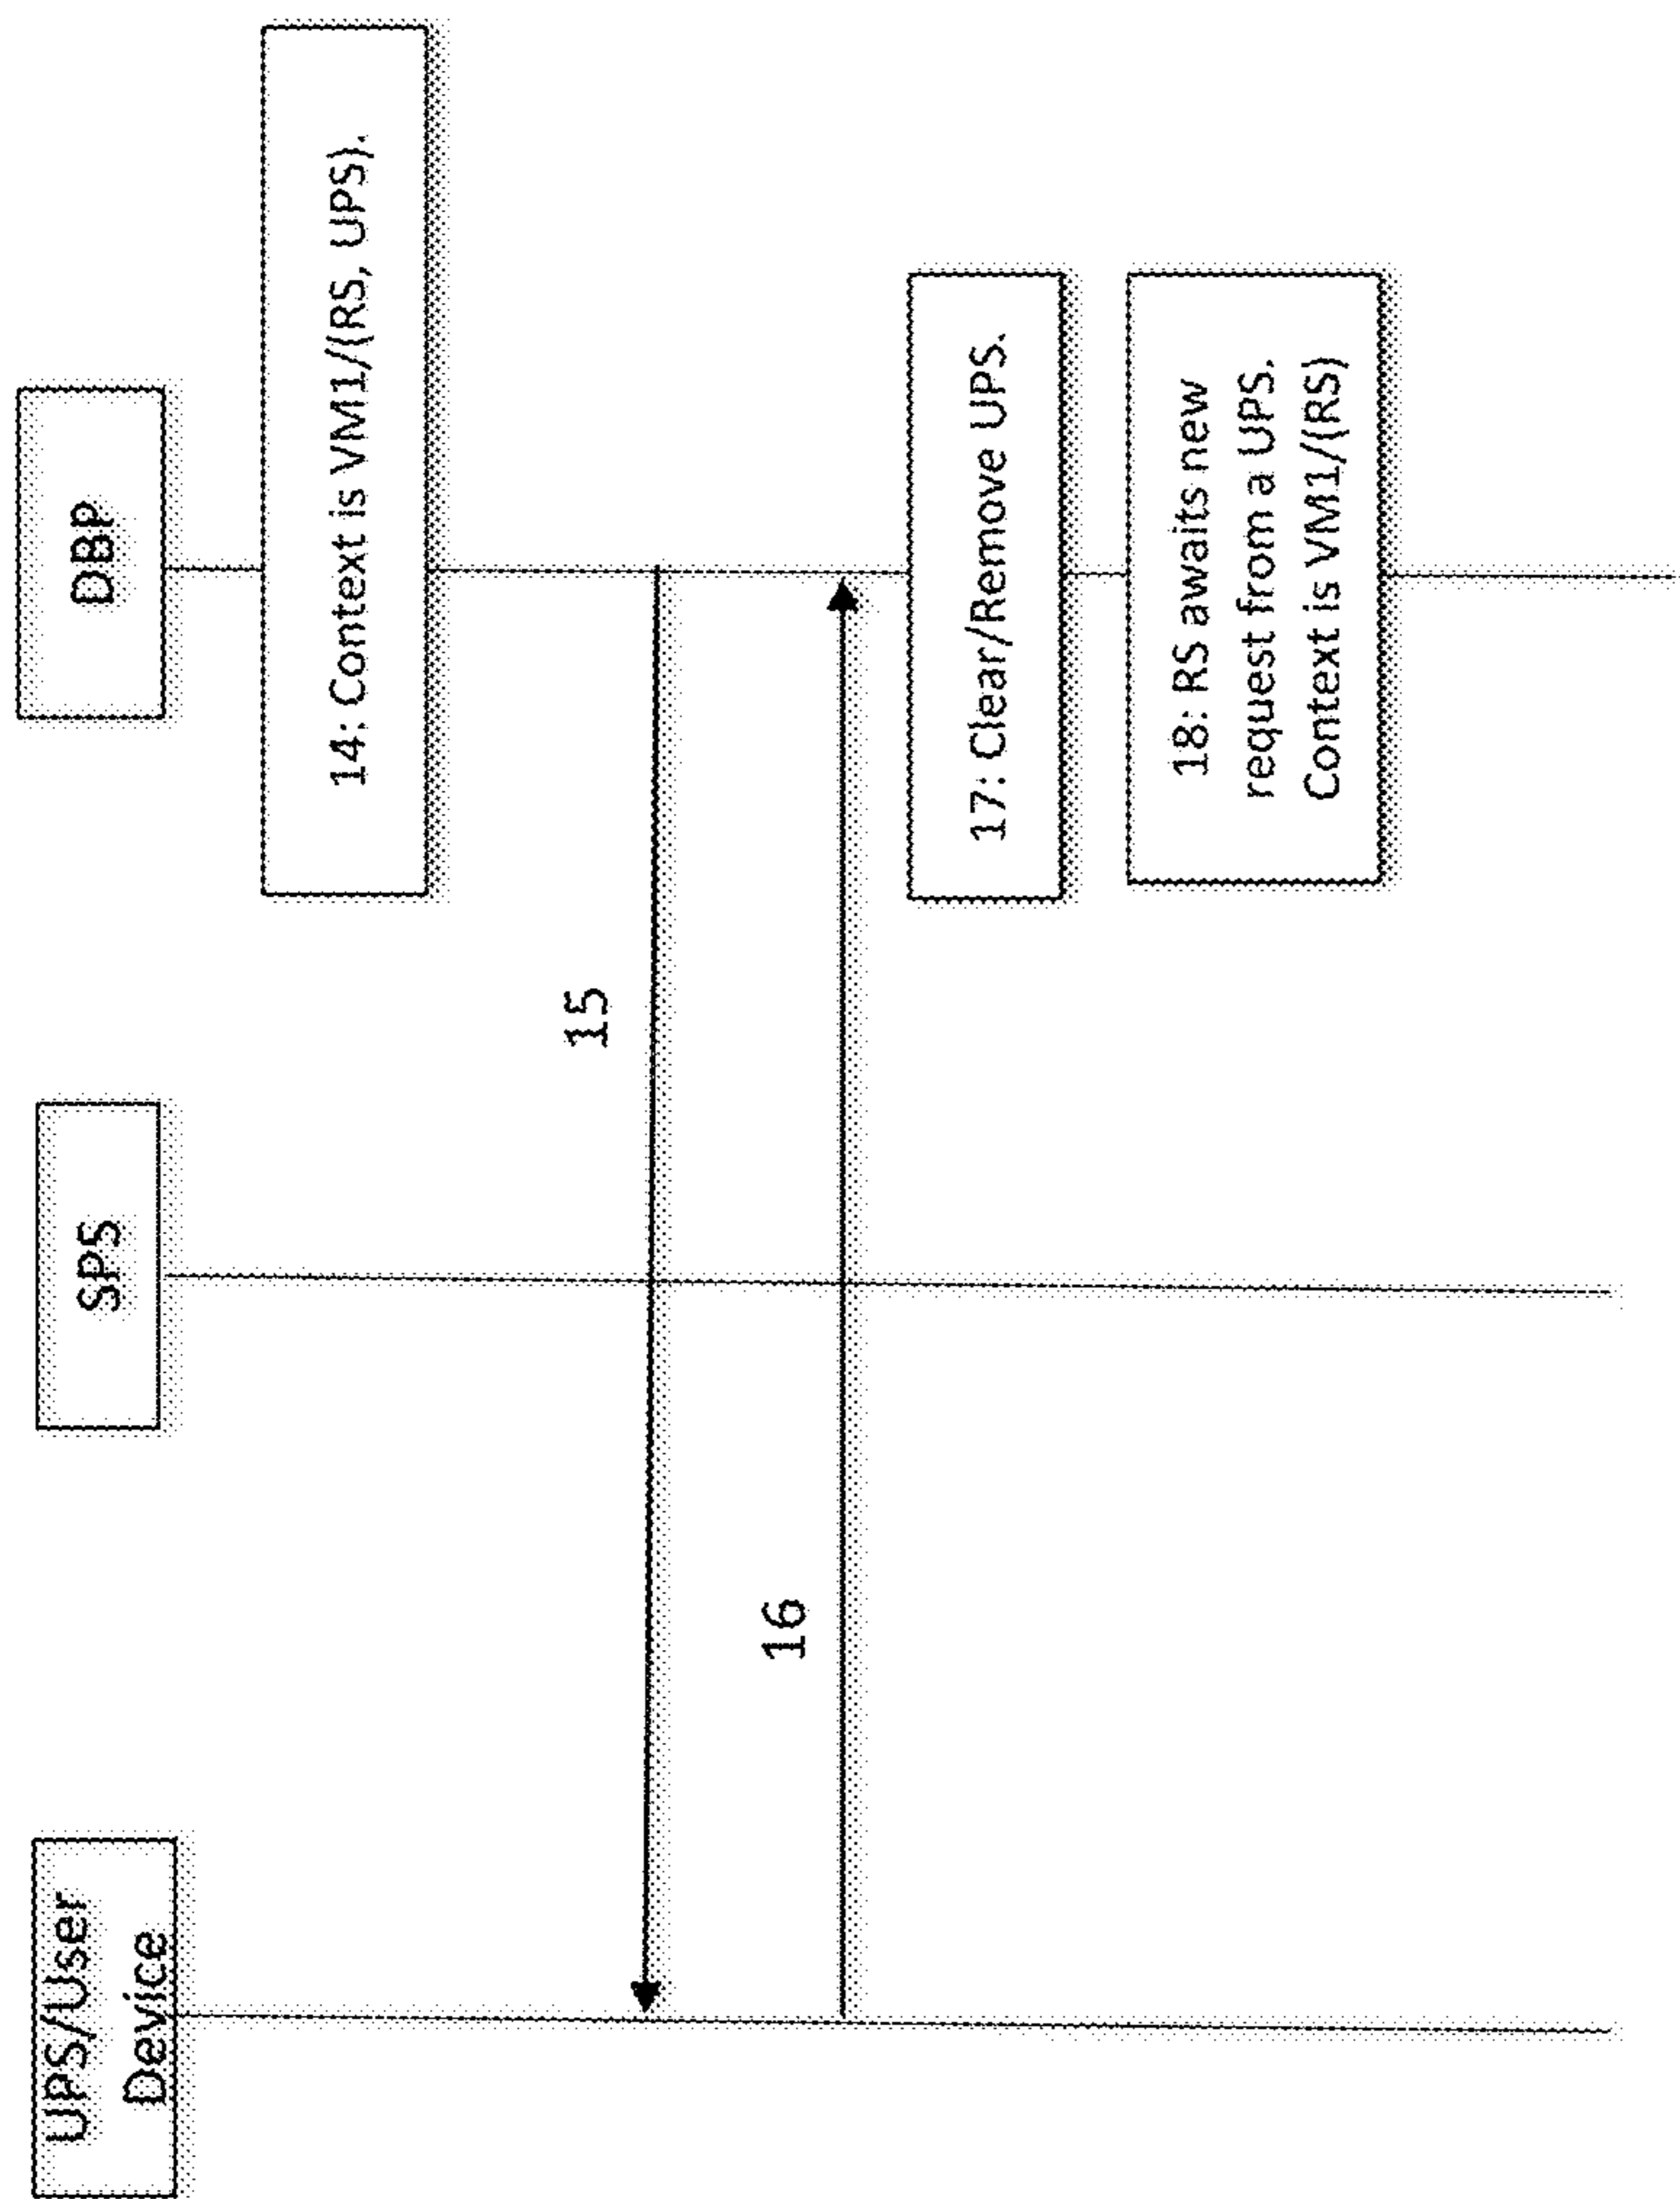 UPS/User
Device
SPS
DBP
14: Context is VM1/{RS, UPS}.
15
16
17: Clear/Remove UPS.
18: RS awaits new
request from a UPS.
Context is VM1/{RS}